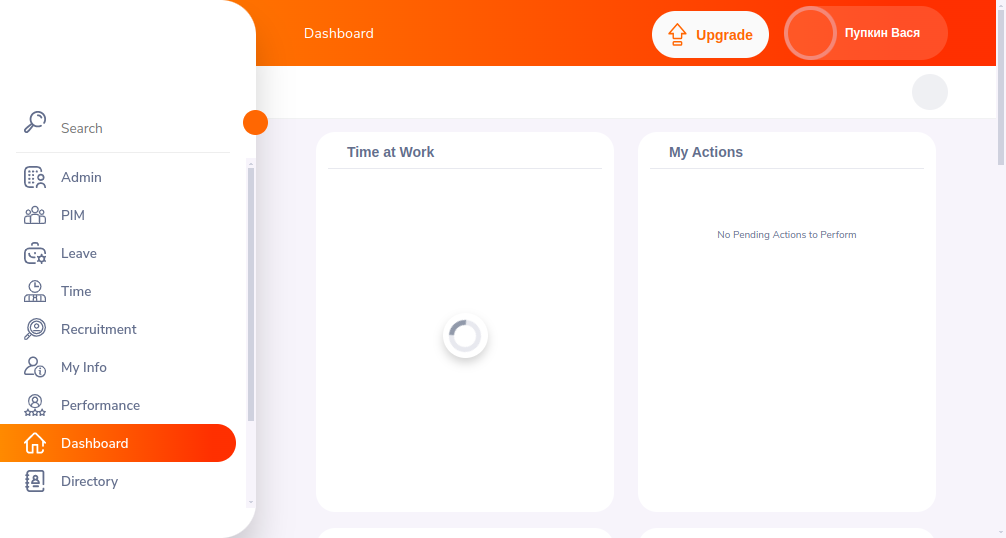 Dashboard
Upgrade
Пупкин Вася
Search
Admin
PIM
Leave
Time
Recruitment
My Info
Performance
Dashboard
Directory
Time at Work
My Actions
No Pending Actions to Perform